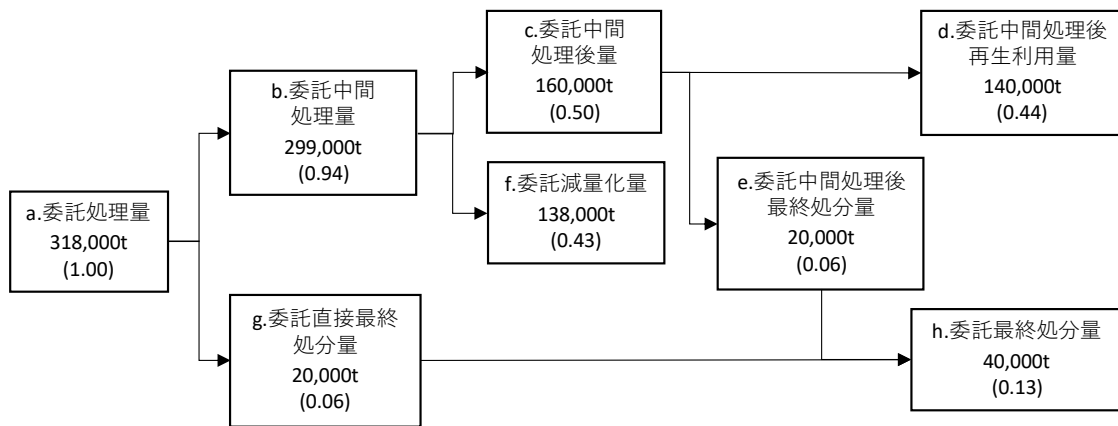 a.委託処理量
318,000t
(1.00)
b.委託中間
処理量
299,000t
(0.94)
c.委託中間
処理後量
160,000t
(0.50)
d.委託中間処理後
再生利用量
140,000t
(0.44)
f.委託減量化量
138,000t
(0.43)
e.委託中間処理後
最終処分量
20,000t
(0.06)
g.委託直接最終
処分量
20,000t
(0.06)
h.委託最終処分量
40,000t
(0.13)